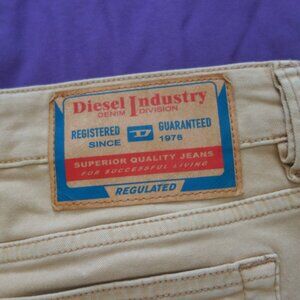 Diesel Industry
DENIM DIVISION
REGISTERED D GUARANTEED
SINCE 1978
SUPERIOR QUALITY JEANS
FOR SUCCESSFUL LIVING
REGULATED